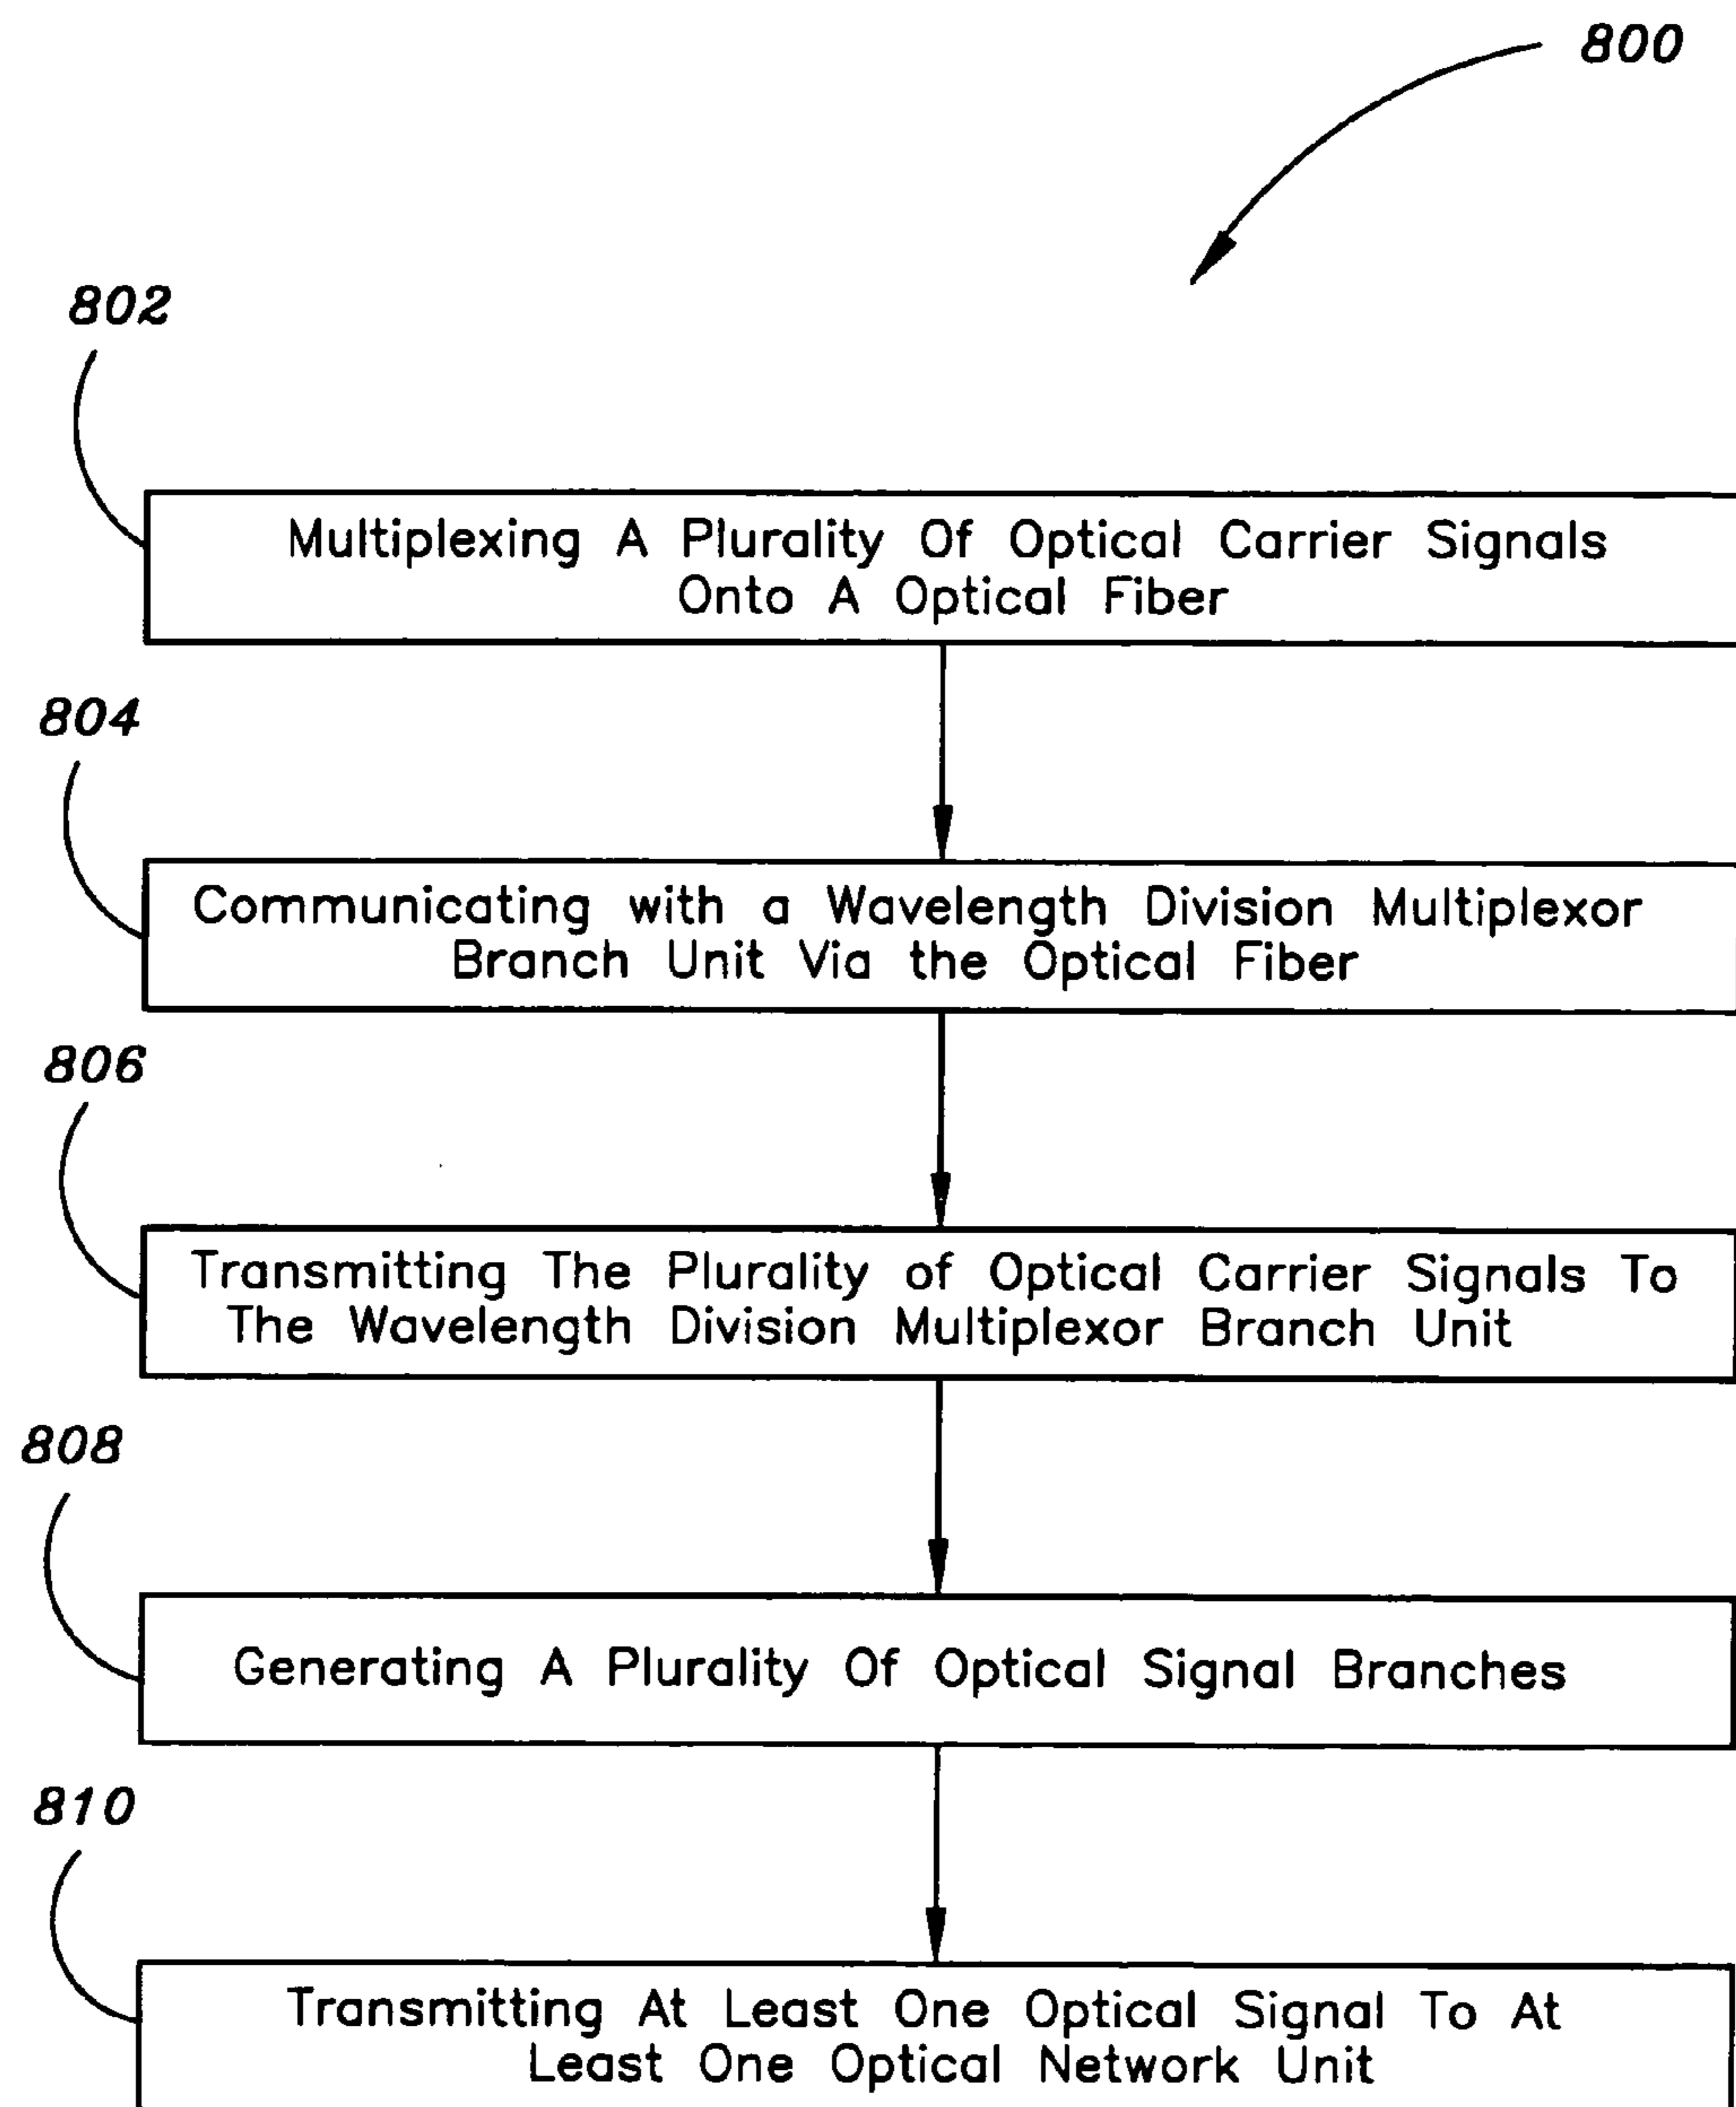 800
802
Multiplexing A Plurality Of Optical Carrier Signals
Onto A Optical Fiber
804
Communicating with a Wavelength Division Multiplexor
Branch Unit Via the Optical Fiber
806
Transmitting The Plurality of Optical Carrier Signals To
The Wavelength Division Multiplexor Branch Unit
808
Generating A Plurality Of Optical Signal Branches
810
Transmitting At Least One Optical Signal To At
Least One Optical Network Unit